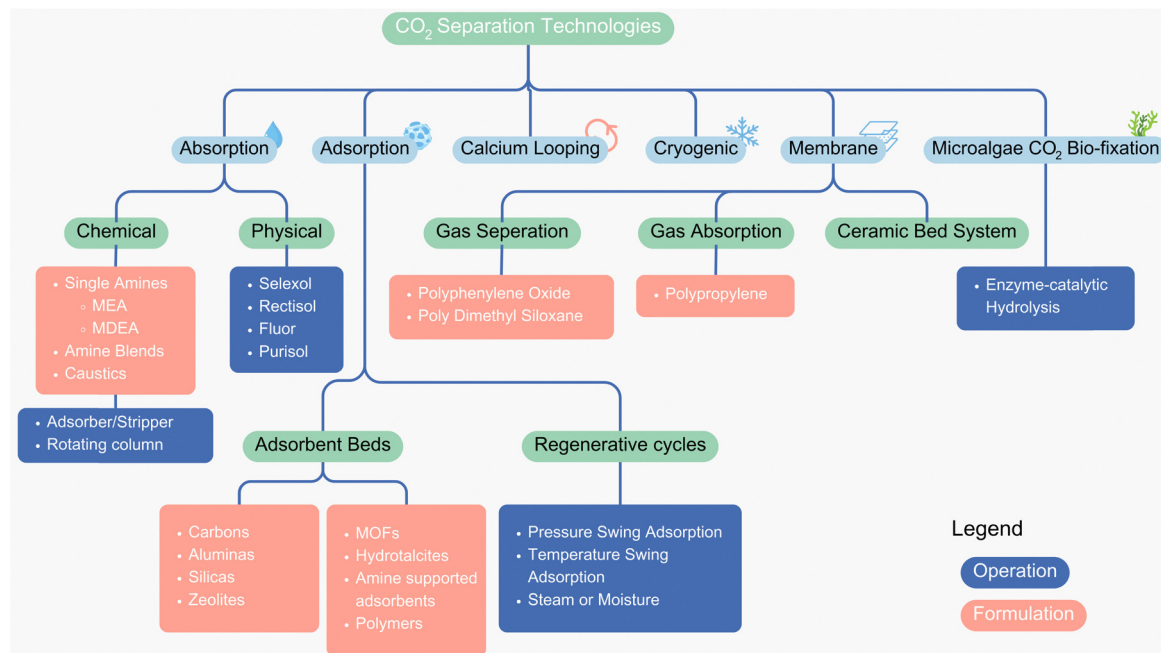 CO₂ Separation Technologies
Absorption
Adsorption
Calcium Looping
Cryogenic
Membrane
Microalgae CO₂ Bio-fixation
Chemical
Physical
Gas Seperation
Gas Absorption
Ceramic Bed System
• Single Amines
◦ MEA
◦ MDEA
• Amine Blends
• Caustics
• Selexol
• Rectisol
• Fluor
• Purisol
• Polyphenylene Oxide
• Poly Dimethyl Siloxane
• Polypropylene
• Enzyme-catalytic
Hydrolysis
• Adsorber/Stripper
• Rotating column
Adsorbent Beds
Regenerative cycles
• Carbons
• Aluminas
• Silicas
• Zeolites
• MOFs
• Hydrotalcites
• Amine supported
adsorbents
• Polymers
• Pressure Swing Adsorption
• Temperature Swing
Adsorption
• Steam or Moisture
Legend
Operation
Formulation